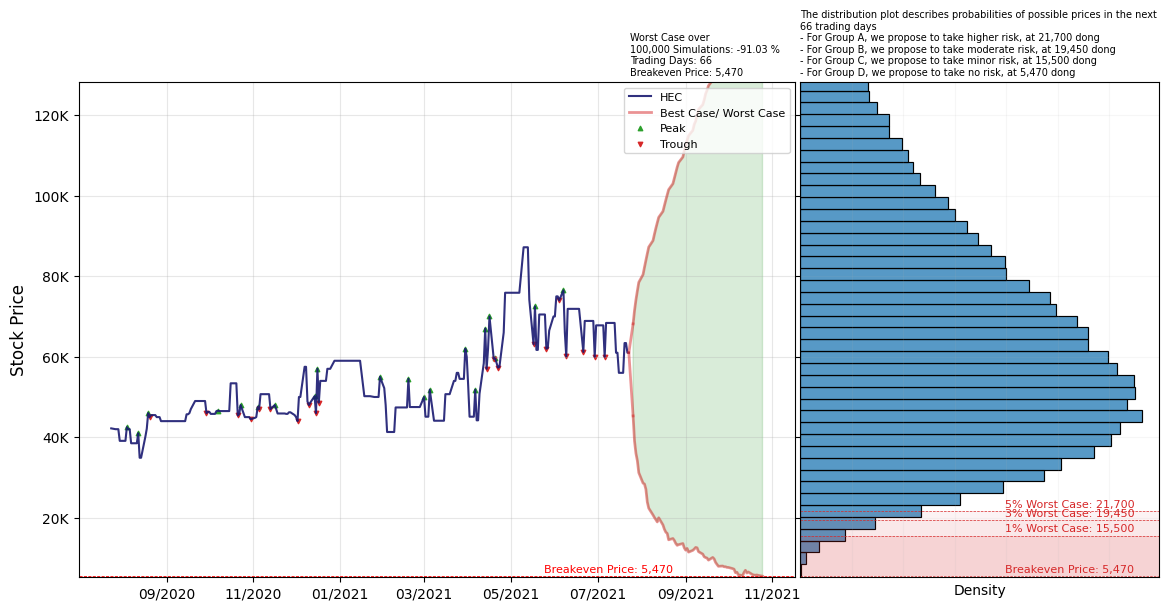 The distribution plot describes probabilities of possible prices in the next
66 trading days
- For Group A, we propose to take higher risk, at 21,700 dong
- For Group B, we propose to take moderate risk, at 19,450 dong
- For Group C, we propose to take minor risk, at 15,500 dong
- For Group D, we propose to take no risk, at 5,470 dong
Worst Case over
100,000 Simulations: -91.03 %
Trading Days: 66
Breakeven Price: 5,470
HEC
Best Case/ Worst Case
Peak
Trough
Stock Price
120K
100K
80K
60K
40K
20K
Breakeven Price: 5,470
09/2020
11/2020
01/2021
03/2021
05/2021
07/2021
09/2021
11/2021
5% Worst Case: 21,700
3% Worst Case: 19,450
1% Worst Case: 15,500
Breakeven Price: 5,470
Density